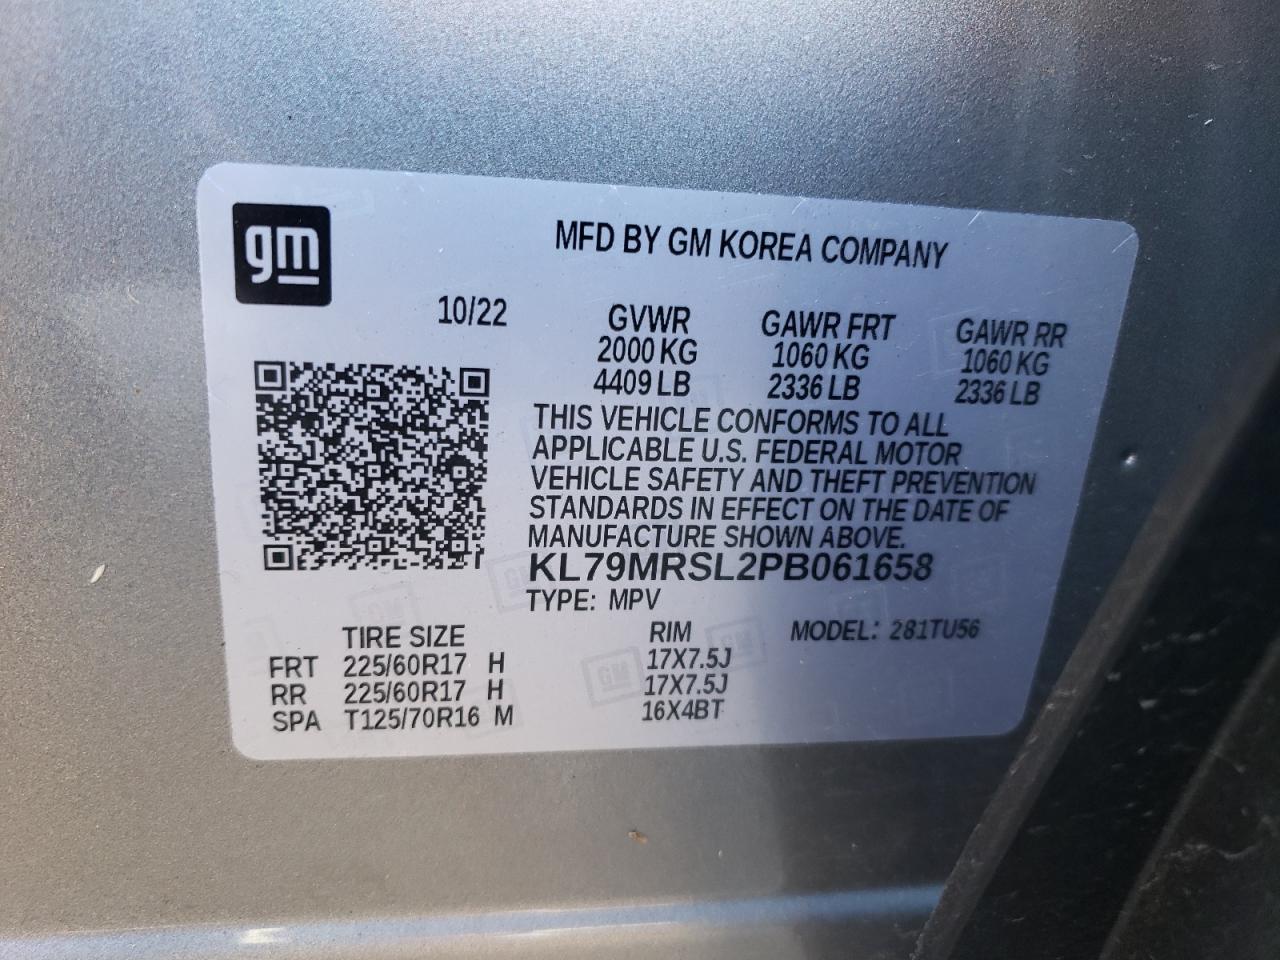 gm
MFD BY GM KOREA COMPANY
10/22 GVWR GAWR FRT GAWR RR
2000 KG 1060 KG 1060 KG
4409 LB 2336 LB 2336 LB
THIS VEHICLE CONFORMS TO ALL
APPLICABLE U.S. FEDERAL MOTOR
VEHICLE SAFETY AND THEFT PREVENTION
STANDARDS IN EFFECT ON THE DATE OF
MANUFACTURE SHOWN ABOVE.
KL79MRSL2PB061658
TYPE: MPV
TIRE SIZE RIM MODEL: 281TU56
FRT 225/60R17 H 17X7.5J
RR 225/60R17 H 17X7.5J
SPA T125/70R16 M 16X4BT